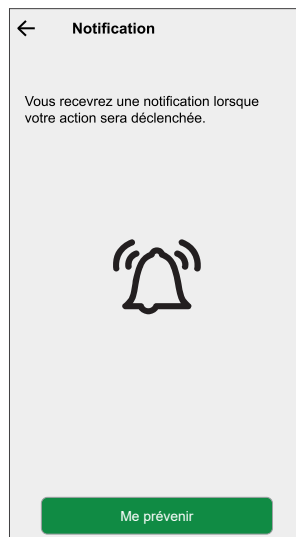 Notification
Vous recevrez une notification lorsque
votre action sera déclenchée.
Me prévenir